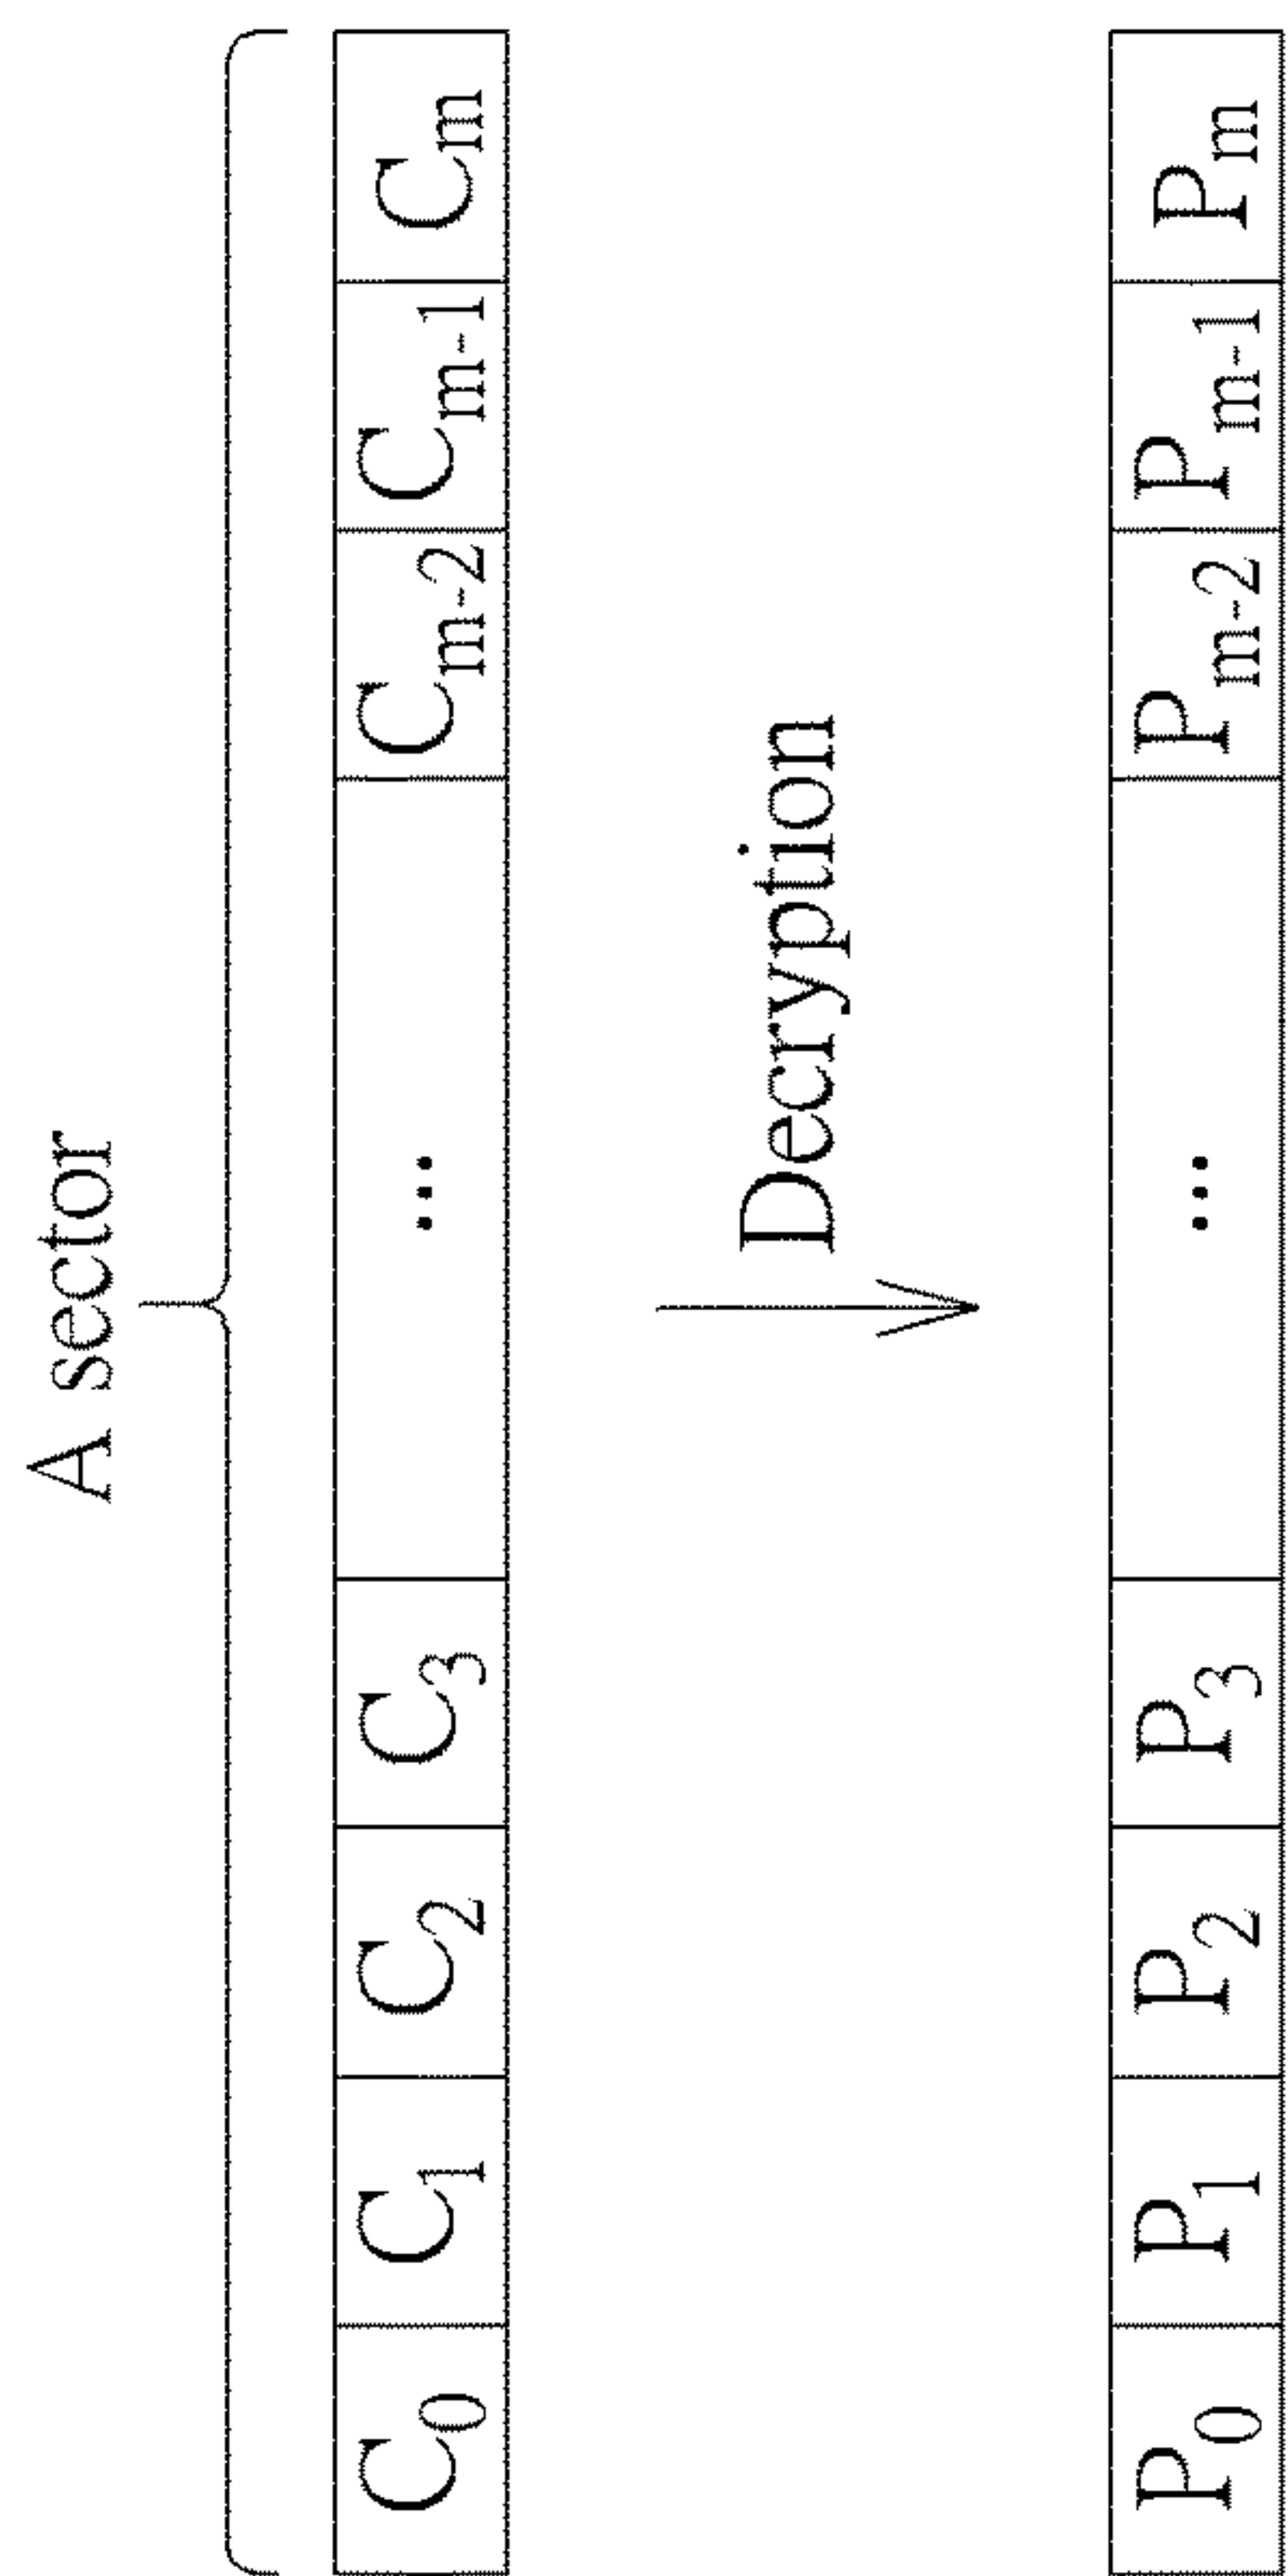 A sector
C₀ C₁ C₂ C₃ ... Cₘ₋₂ Cₘ₋₁ Cₘ
Decryption
P₀ P₁ P₂ P₃ ... Pₘ₋₂ Pₘ₋₁ Pₘ